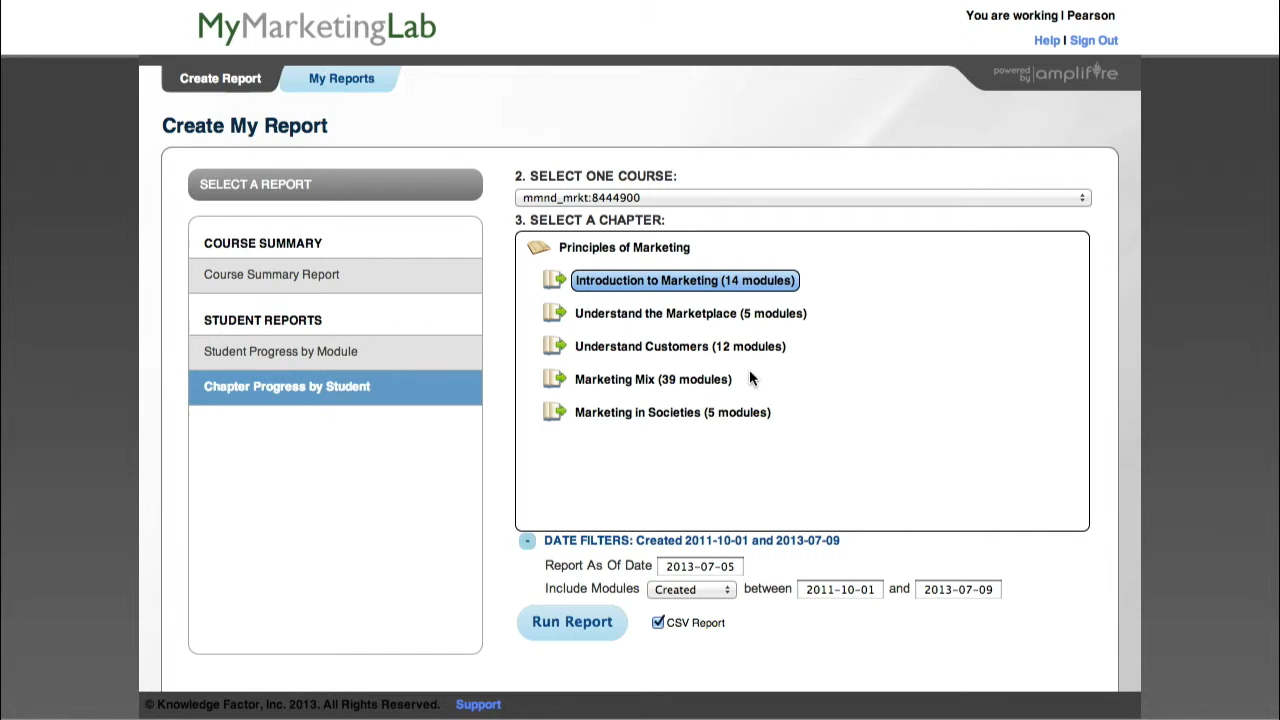 MyMarketingLab
You are working | Pearson
Help | Sign Out
Create Report
My Reports
powered by | amplifire
Create My Report
SELECT A REPORT
COURSE SUMMARY
Course Summary Report
STUDENT REPORTS
Student Progress by Module
Chapter Progress by Student
2. SELECT ONE COURSE:
mmnd_mrkt:8444900
3. SELECT A CHAPTER:
Principles of Marketing
Introduction to Marketing (14 modules)
Understand the Marketplace (5 modules)
Understand Customers (12 modules)
Marketing Mix (39 modules)
Marketing in Societies (5 modules)
- DATE FILTERS: Created 2011-10-01 and 2013-07-09
Report As Of Date 2013-07-05
Include Modules Created between 2011-10-01 and 2013-07-09
Run Report
CSV Report
© Knowledge Factor, Inc. 2013. All Rights Reserved. Support